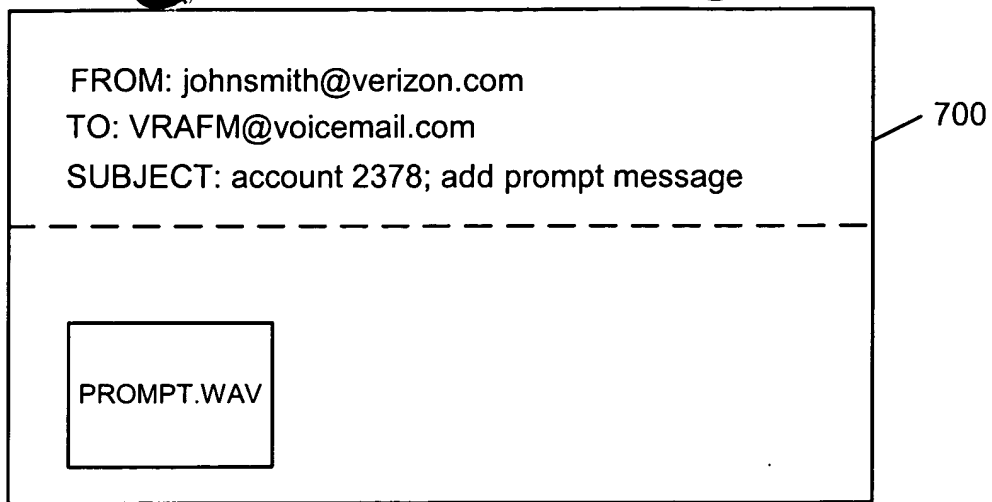 FROM: johnsmith@verizon.com
TO: VRAFM@voicemail.com
700
SUBJECT: account 2378; add prompt message
PROMPT.WAV